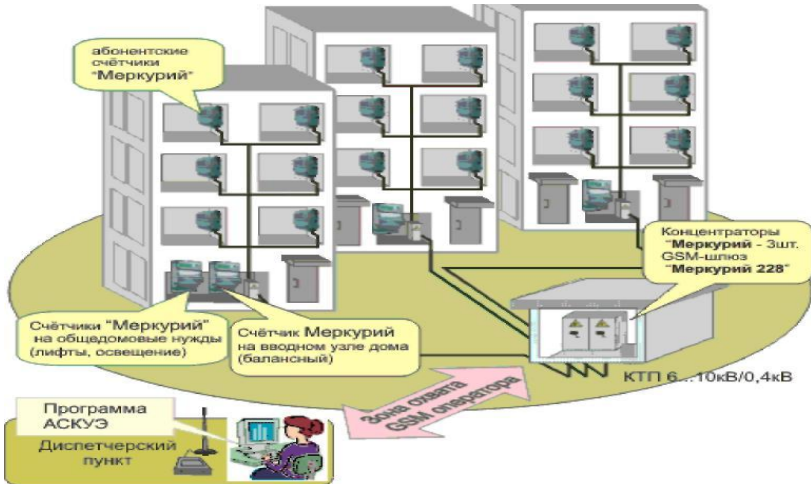 абонентские
счётчики
"Меркурий"
Концентраторы
"Меркурий - 3шт.
GSM-шлюз
"Меркурий 228"
Счётчики "Меркурий"
на общедомовые нужды
(лифты, освещение)
Счётчик Меркурий
на вводном узле дома
(балансный)
КТП 6...10кВ/0,4кВ
Зона охвата
GSM оператора
Программа
АСКУЭ
Диспетчерский
пункт